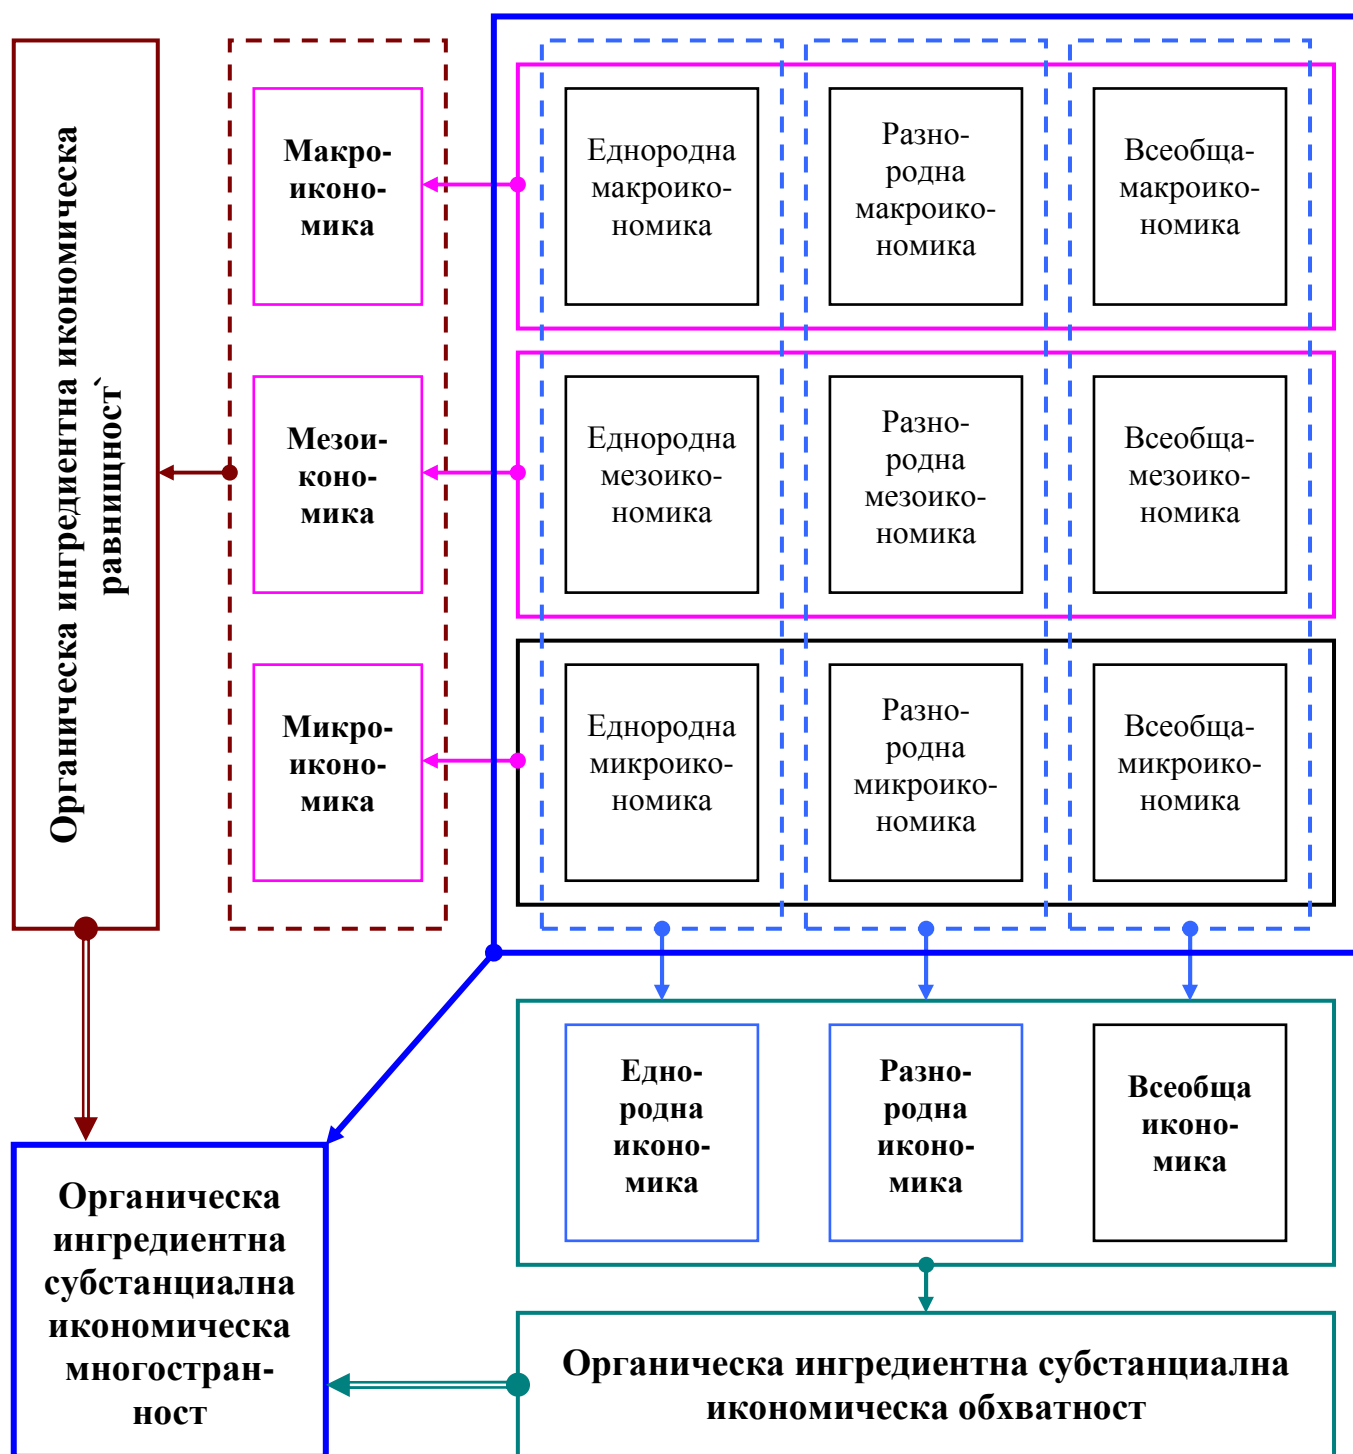 Органическа ингредиентна икономическа
равнищност`
Макро-
иконо-
мика
Еднородна
макроико-
номика
Разно-
родна
макроико-
номика
Всеобща-
макроико-
номика
Мезои-
коно-
мика
Еднородна
мезоико-
номика
Разно-
родна
мезоико-
номика
Всеобща-
мезоико-
номика
Микро-
иконо-
мика
Еднородна
микроико-
номика
Разно-
родна
микроико-
номика
Всеобща-
микроико-
номика
Едно-
родна
иконо-
мика
Разно-
родна
иконо-
мика
Всеобща
иконо-
мика
Органическа
ингредиентна
субстанциална
икономическа
многостран-
ност
Органическа ингредиентна субстанциална
икономическа обхватност